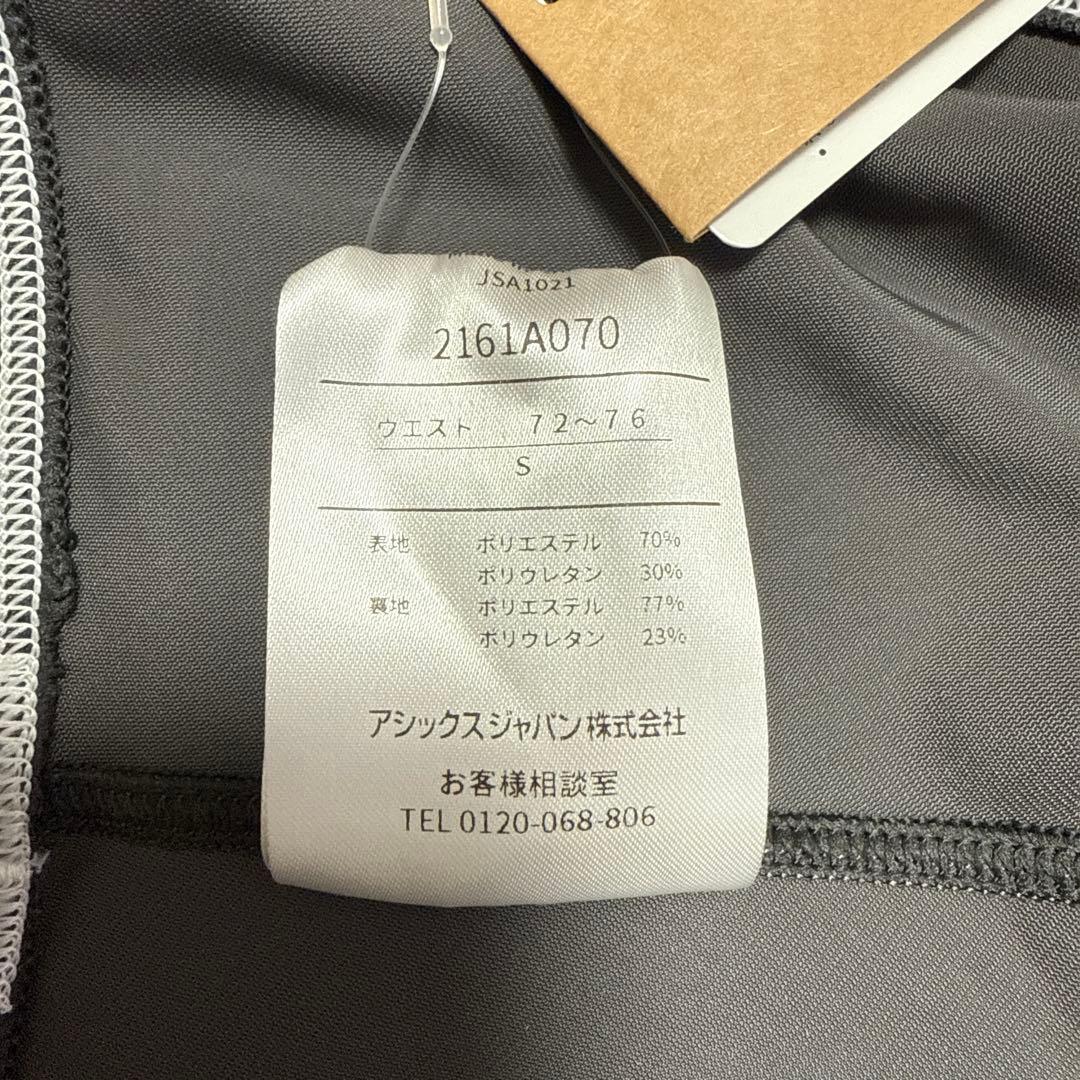 JSA1021
2161A070
ウエスト 72～76
S
表地 ポリエステル 70%
ポリウレタン 30%
裏地 ポリエステル 77%
ポリウレタン 23%
アシックスジャパン株式会社
お客様相談室
TEL 0120-068-806